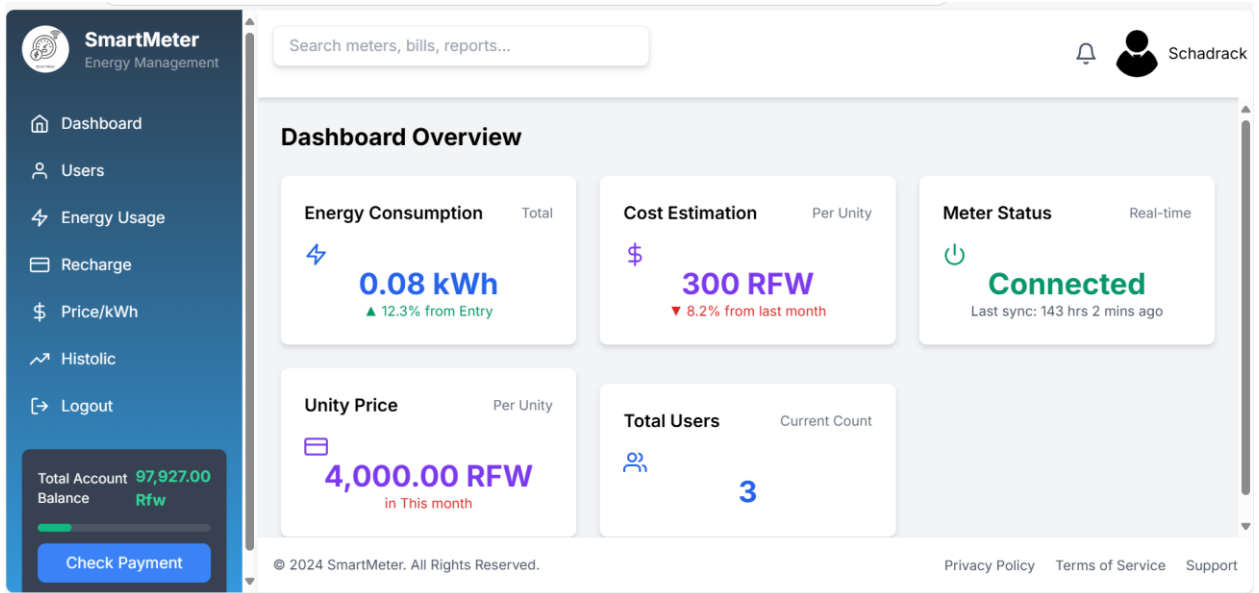 SmartMeter
Energy Management
Dashboard
Users
Energy Usage
Recharge
Price/kWh
Histolic
Logout
Total Account 97,927.00
Balance Rfw
Check Payment
Search meters, bills, reports...
Schadrack
Dashboard Overview
Energy Consumption Total
0.08 kWh
▲ 12.3% from Entry
Cost Estimation Per Unity
300 RFW
▼ 8.2% from last month
Meter Status Real-time
Connected
Last sync: 143 hrs 2 mins ago
Unity Price Per Unity
4,000.00 RFW
in This month
Total Users Current Count
3
© 2024 SmartMeter. All Rights Reserved.
Privacy Policy Terms of Service Support